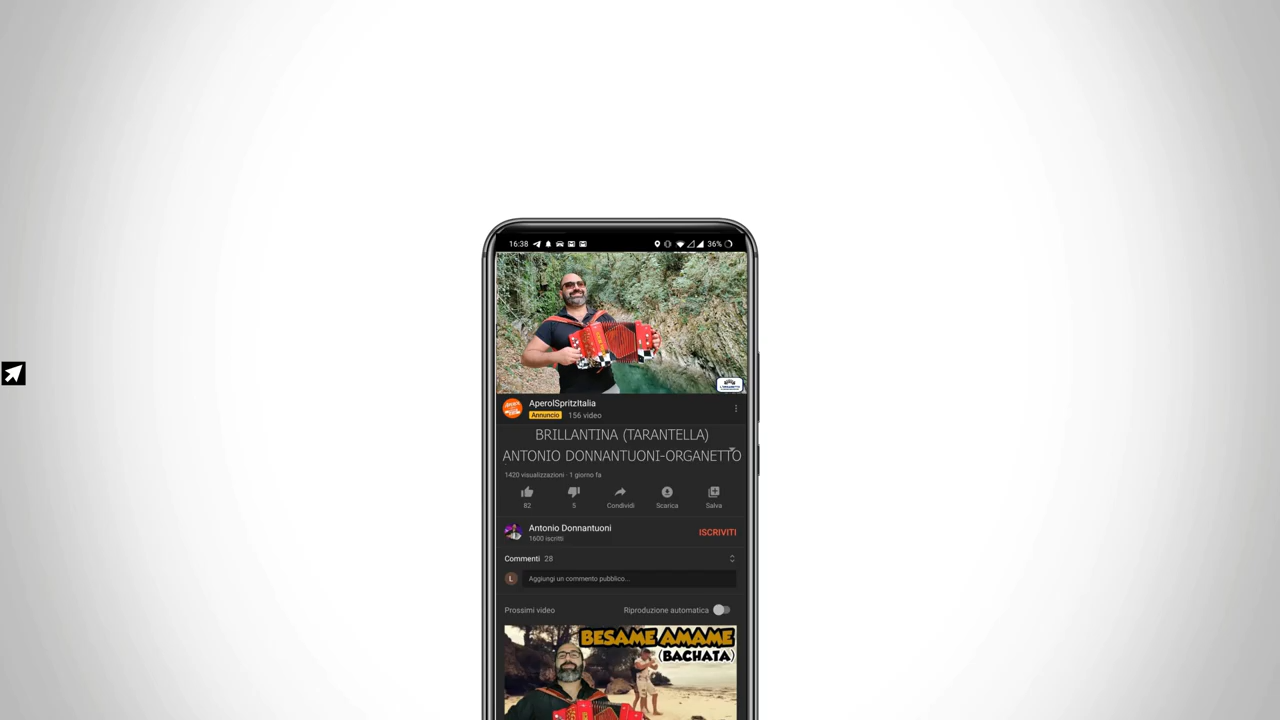 16:38
36%
AperolSpritzItalia
Annuncio 156 video
BRILLANTINA (TARANTELLA)
ANTONIO DONNANTUONI-ORGANETTO
1420 visualizzazioni · 1 giorno fa
82
5
Condividi
Scarica
Salva
Antonio Donnantuoni
1600 iscritti
ISCRIVITI
Commenti 28
L
Aggiungi un commento pubblico...
Prossimi video
Riproduzione automatica
BESAME AMAME
(BACHATA)